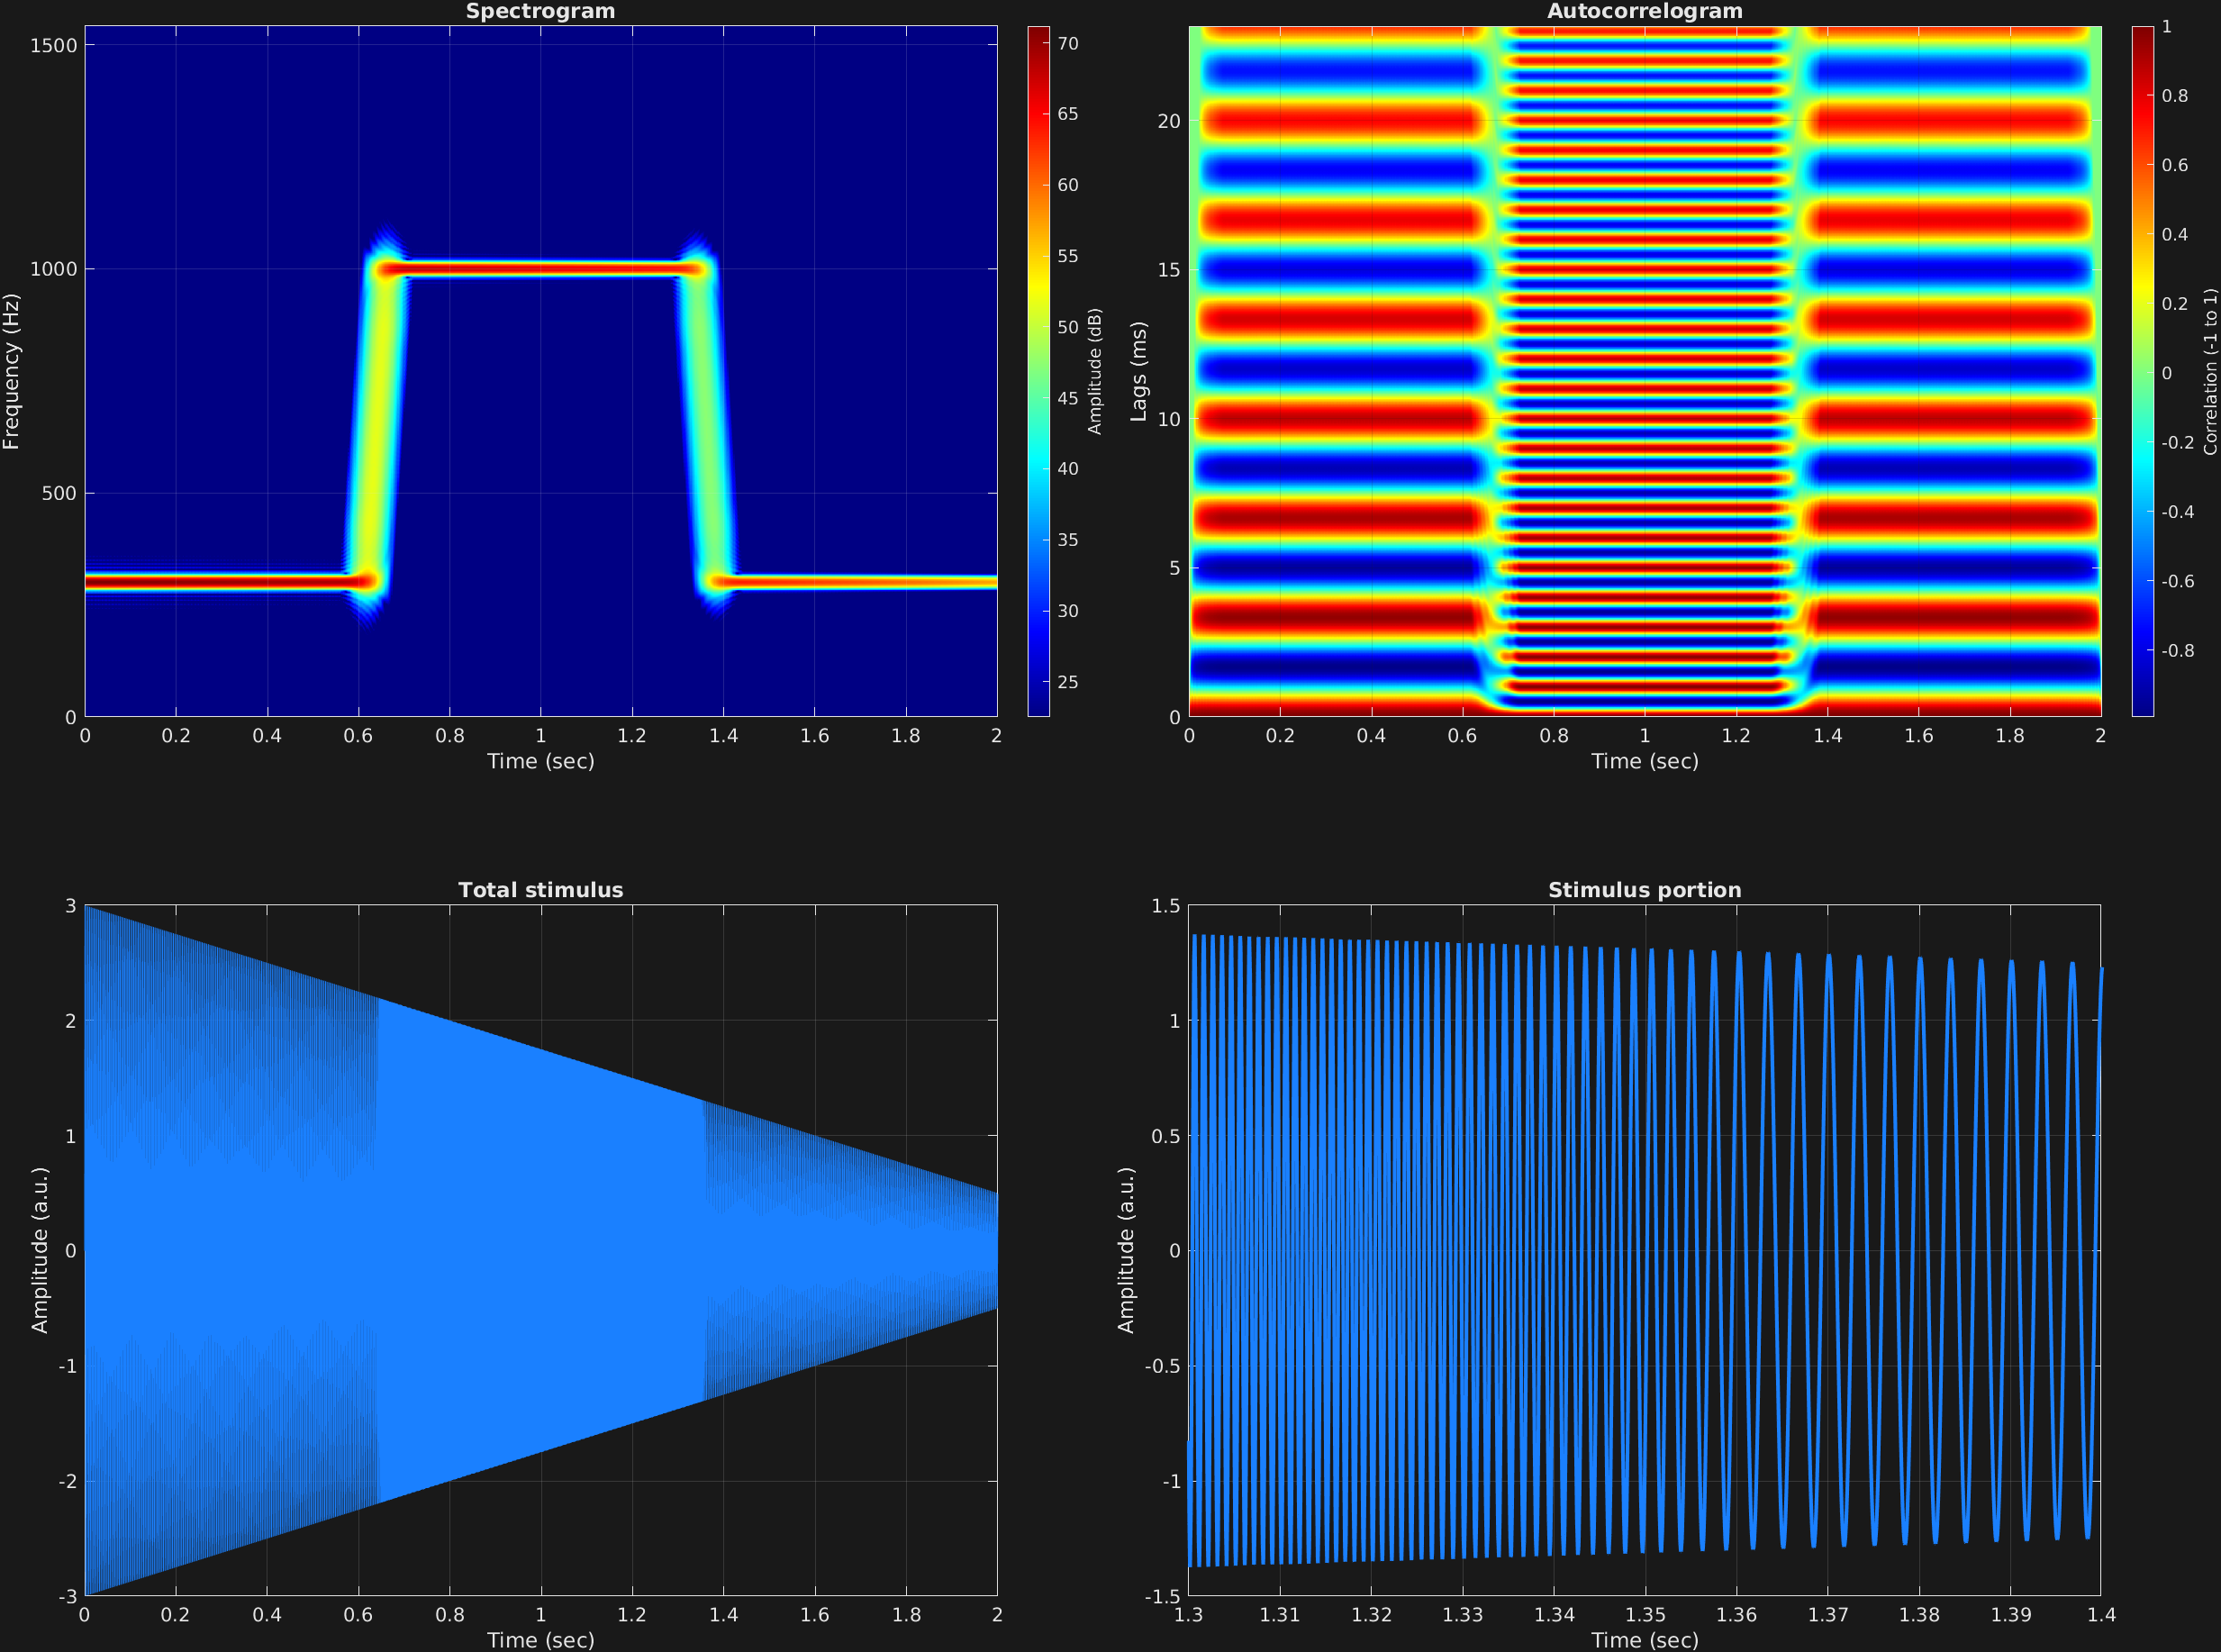 Spectrogram
Autocorrelogram
1500
1000
500
0
Frequency (Hz)
0 0.2 0.4 0.6 0.8 1 1.2 1.4 1.6 1.8 2
Time (sec)
70
65
60
55
50
45
40
35
30
25
Amplitude (dB)
20
15
10
5
0
Lags (ms)
0 0.2 0.4 0.6 0.8 1 1.2 1.4 1.6 1.8 2
Time (sec)
1
0.8
0.6
0.4
0.2
0
-0.2
-0.4
-0.6
-0.8
Correlation (-1 to 1)
Total stimulus
3
2
1
0
-1
-2
-3
Amplitude (a.u.)
0 0.2 0.4 0.6 0.8 1 1.2 1.4 1.6 1.8 2
Time (sec)
Stimulus portion
1.5
1
0.5
0
-0.5
-1
-1.5
Amplitude (a.u.)
1.3 1.31 1.32 1.33 1.34 1.35 1.36 1.37 1.38 1.39 1.4
Time (sec)